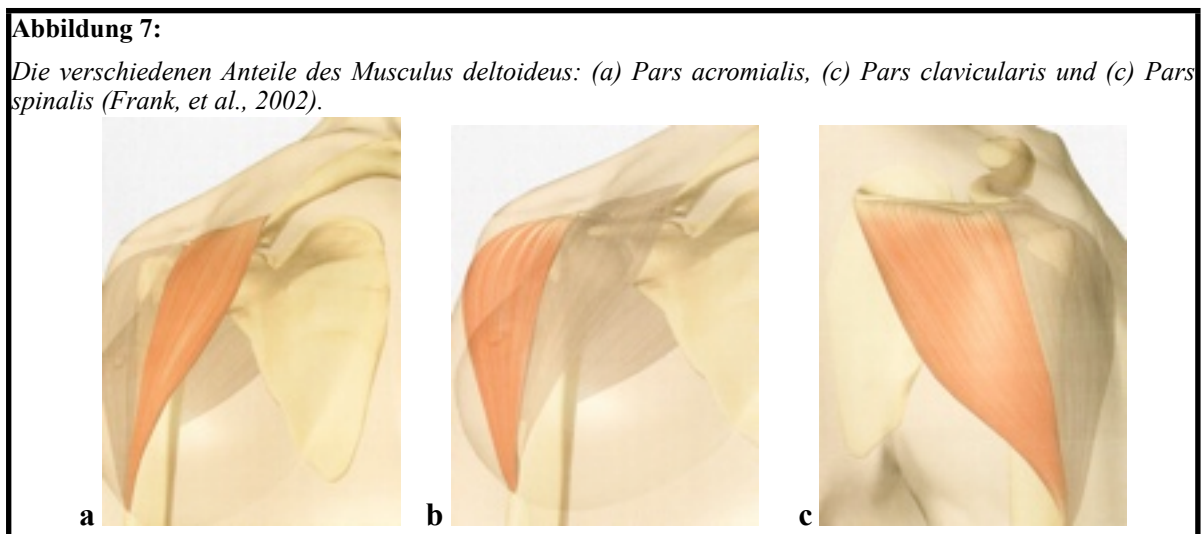 Abbildung 7:
Die verschiedenen Anteile des Musculus deltoideus: (a) Pars acromialis, (c) Pars clavicularis und (c) Pars
spinalis (Frank, et al., 2002).
a b c